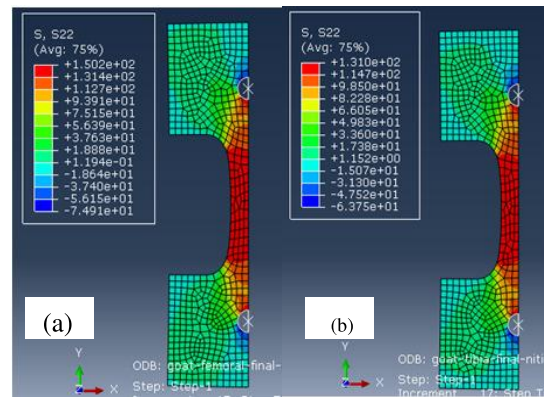 S, S22
(Avg: 75%)
+1.502e+02
+1.314e+02
+1.127e+02
+9.391e+01
+7.515e+01
+5.639e+01
+3.763e+01
+1.888e+01
+1.194e-01
-1.864e+01
-3.740e+01
-5.615e+01
-7.491e+01
(a)
Y
X
ODB: goat-femoral-final-
Step: Step-1
S, S22
(Avg: 75%)
+1.310e+02
+1.147e+02
+9.850e+01
+8.228e+01
+6.605e+01
+4.983e+01
+3.360e+01
+1.738e+01
+1.152e+00
-1.507e+01
-3.130e+01
-4.752e+01
-6.375e+01
(b)
Y
X
ODB: goat-tibia-final-niti
Step: Step-1
Increment 17: Step T